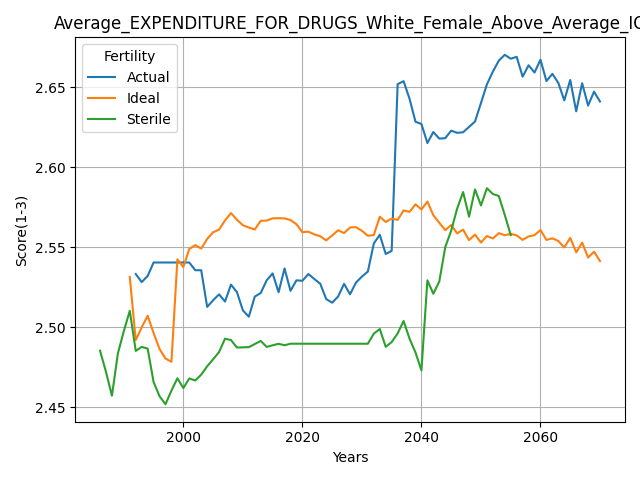 Average_EXPENDITURE_FOR_DRUGS_White_Female_Above_Average_IQ
Fertility
Actual
Ideal
Sterile
Score(1-3)
2.65
2.60
2.55
2.50
2.45
2000
2020
2040
2060
Years